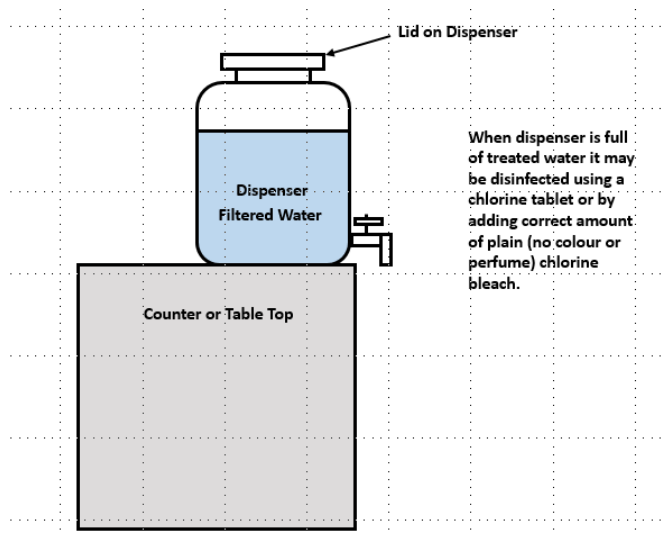 Lid on Dispenser
When dispenser is full
of treated water it may
be disinfected using a
chlorine tablet or by
adding correct amount
of plain (no colour or
perfume) chlorine
bleach.
Dispenser
Filtered Water
Counter or Table Top